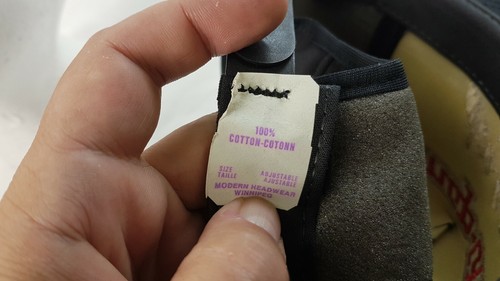 100%
COTTON-COTONN
SIZE ADJUSTABLE
TAILLE AJUSTABLE
MODERN HEADWEAR
WINNIPEG